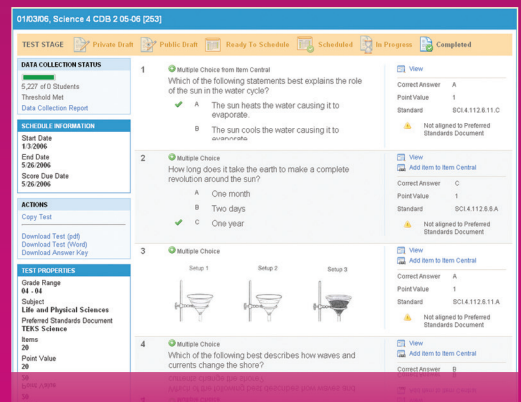 01/03/06, Science 4 CDB 2 05-06 [253]
TEST STAGE Private Draft Public Draft Ready To Schedule Scheduled In Progress Completed
DATA COLLECTION STATUS
5,227 of 0 Students
Threshold Met
Data Collection Report
SCHEDULE INFORMATION
Start Date
1/3/2006
End Date
5/26/2006
Score Due Date
5/26/2006
ACTIONS
Copy Test
Download Test (pdf)
Download Test (Word)
Download Answer Key
TEST PROPERTIES
Grade Range
04 - 04
Subject
Life and Physical Sciences
Preferred Standards Document
TEKS Science
Items
20
Point Value
20
1 Multiple Choice from Item Central
Which of the following statements best explains the role
of the sun in the water cycle?
A The sun heats the water causing it to
evaporate.
B The sun cools the water causing it to
evaporate
View
Correct Answer A
Point Value 1
Standard SCI.4.112.6.11.C
Not aligned to Preferred
Standards Document
2 Multiple Choice
How long does it take the earth to make a complete
revolution around the sun?
A One month
B Two days
C One year
View
Add item to Item Central
Correct Answer C
Point Value 1
Standard SCI.4.112.6.6.A
Not aligned to Preferred
Standards Document
3 Multiple Choice
Setup 1 Setup 2 Setup 3
View
Add item to Item Central
Correct Answer A
Point Value 1
Standard SCI.4.112.6.11.A
Not aligned to Preferred
Standards Document
4 Multiple Choice
Which of the following best describes how waves and
currents change the shore?
View
Add item to Item Central
Correct Answer B